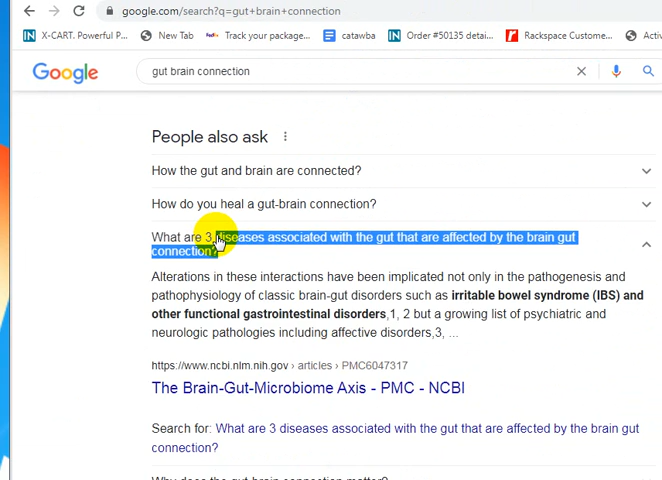 google.com/search?q=gut+brain+connection
X-CART. Powerful P... New Tab Track your package... catawba Order #50135 detai... Rackspace Custome... Activ
Google gut brain connection
People also ask
How the gut and brain are connected?
How do you heal a gut-brain connection?
What are 3 diseases associated with the gut that are affected by the brain gut
connection?
Alterations in these interactions have been implicated not only in the pathogenesis and
pathophysiology of classic brain-gut disorders such as irritable bowel syndrome (IBS) and
other functional gastrointestinal disorders,1, 2 but a growing list of psychiatric and
neurologic pathologies including affective disorders,3, ...
https://www.ncbi.nlm.nih.gov › articles › PMC6047317
The Brain-Gut-Microbiome Axis - PMC - NCBI
Search for: What are 3 diseases associated with the gut that are affected by the brain gut
connection?
Why does the gut-brain connection matter?